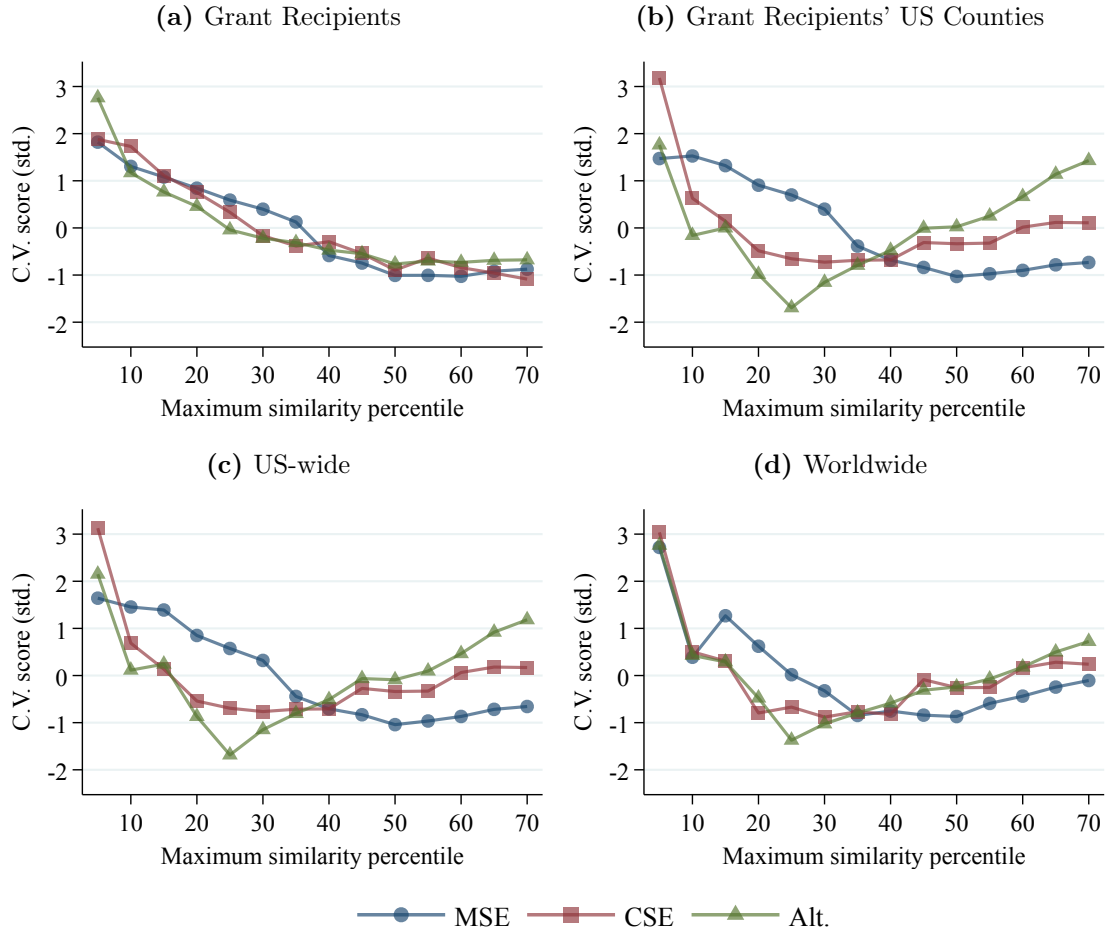 (a) Grant Recipients
(b) Grant Recipients' US Counties
C.V. score (std.)
3
2
1
0
-1
-2
10 20 30 40 50 60 70
Maximum similarity percentile
C.V. score (std.)
3
2
1
0
-1
-2
10 20 30 40 50 60 70
Maximum similarity percentile
(c) US-wide
(d) Worldwide
C.V. score (std.)
3
2
1
0
-1
-2
10 20 30 40 50 60 70
Maximum similarity percentile
C.V. score (std.)
3
2
1
0
-1
-2
10 20 30 40 50 60 70
Maximum similarity percentile
MSE CSE Alt.